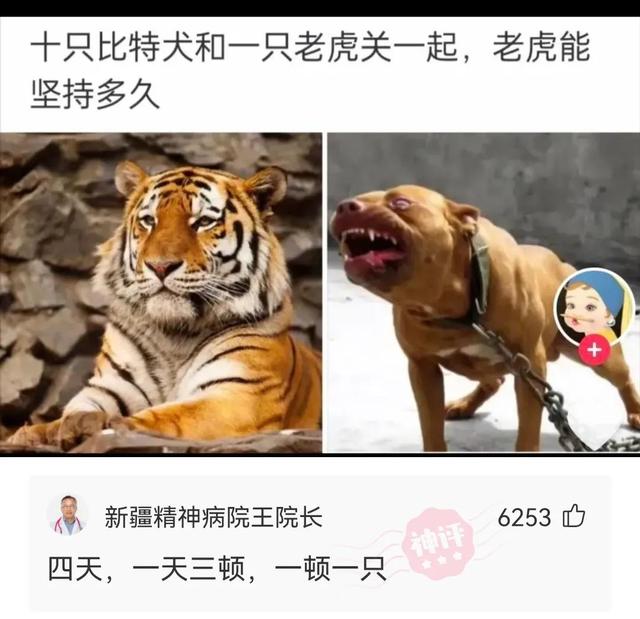 十只比特犬和一只老虎关一起，老虎能
坚持多久
新疆精神病院王院长
6253
神评
四天，一天三顿，一顿一只